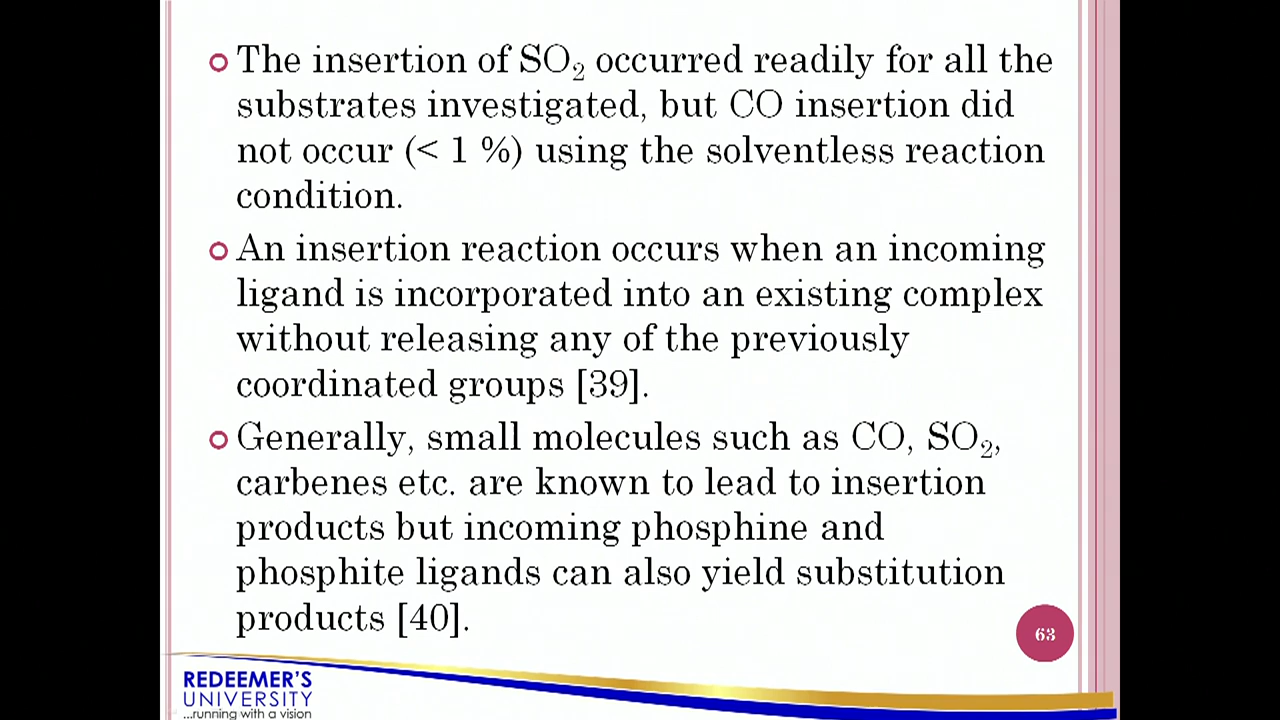 The insertion of SO₂ occurred readily for all the
substrates investigated, but CO insertion did
not occur (< 1 %) using the solventless reaction
condition.
An insertion reaction occurs when an incoming
ligand is incorporated into an existing complex
without releasing any of the previously
coordinated groups [39].
Generally, small molecules such as CO, SO₂,
carbenes etc. are known to lead to insertion
products but incoming phosphine and
phosphite ligands can also yield substitution
products [40].
63
REDEEMER'S
UNIVERSITY
...running with a vision